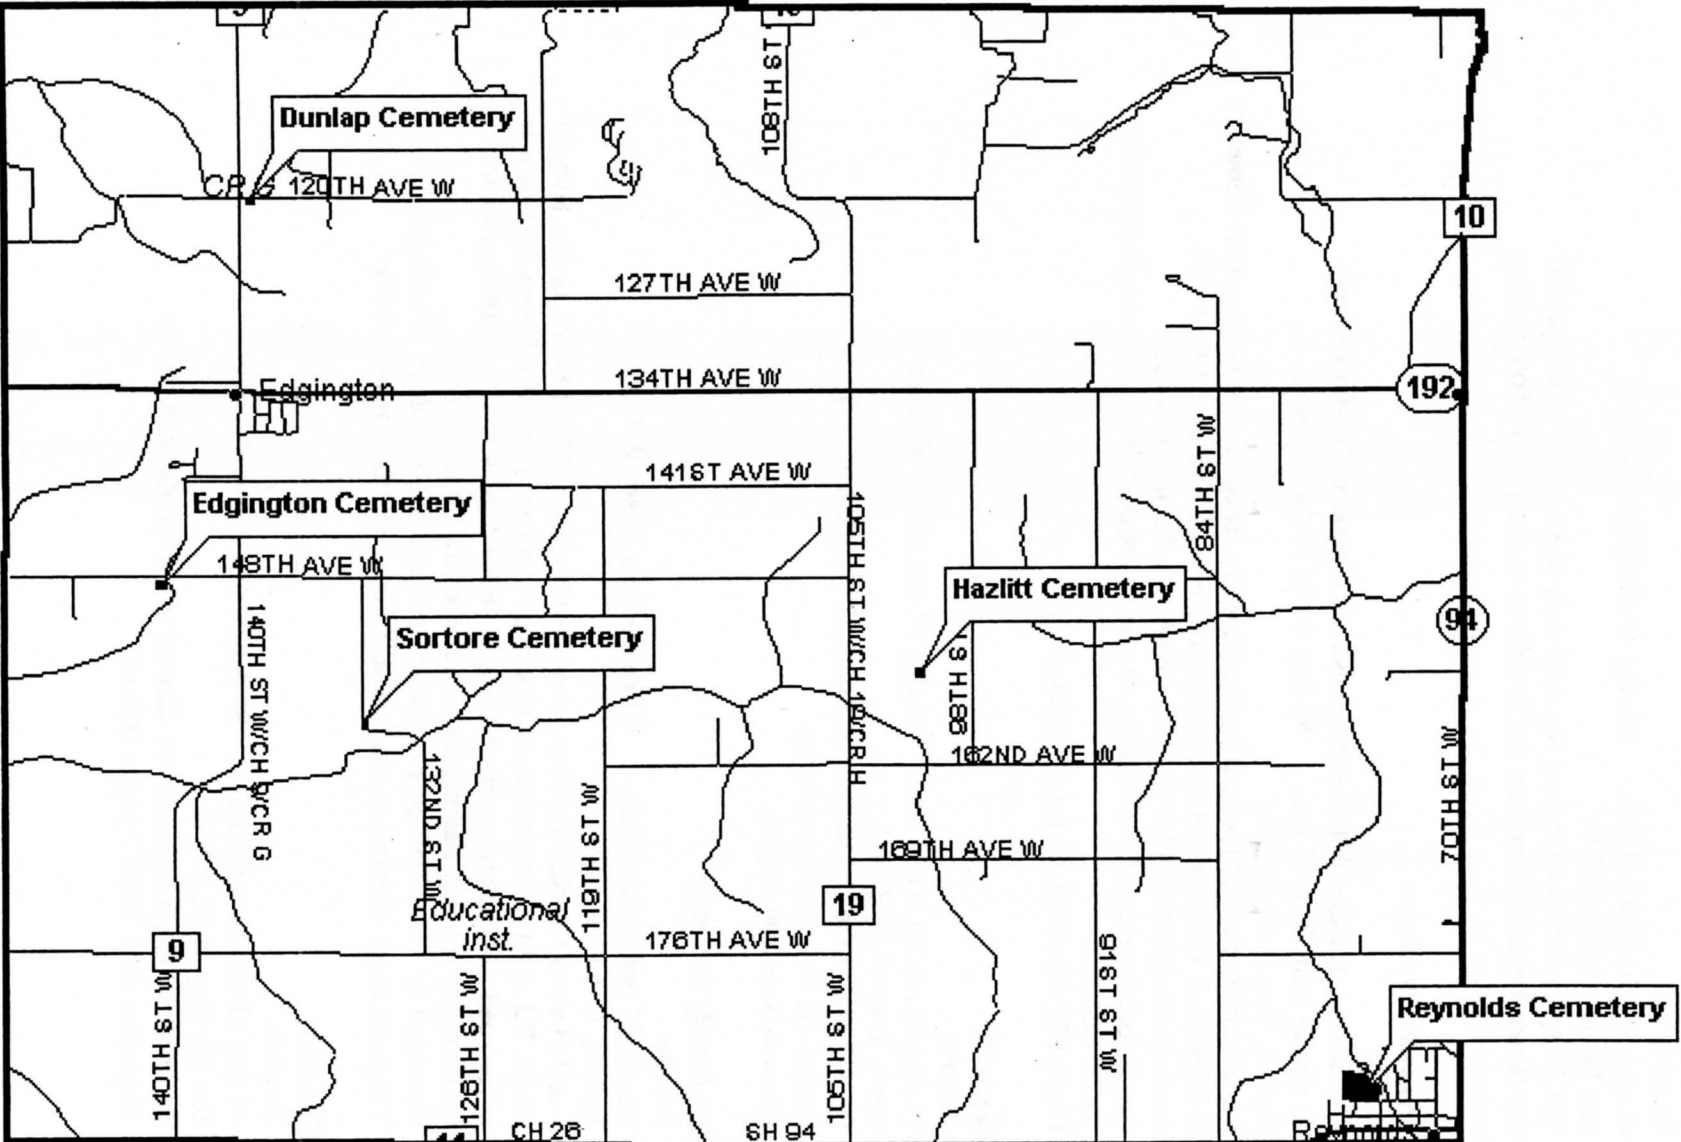 108TH ST
Dunlap Cemetery
CR G 120TH AVE W
10
127TH AVE W
134TH AVE W
192
Edgington
84TH ST W
141ST AVE W
Edgington Cemetery
105TH ST W/CH 19/CR H
148TH AVE W
Hazlitt Cemetery
94
140TH ST W/CH 9/CR G
Sortore Cemetery
98TH S
70TH ST W
162ND AVE W
132ND ST W
119TH ST W
169TH AVE W
19
Educational
inst.
176TH AVE W
9
91ST ST W
140TH ST W
126TH ST W
105TH ST W
Reynolds Cemetery
CH 26
SH 94
Reynolds